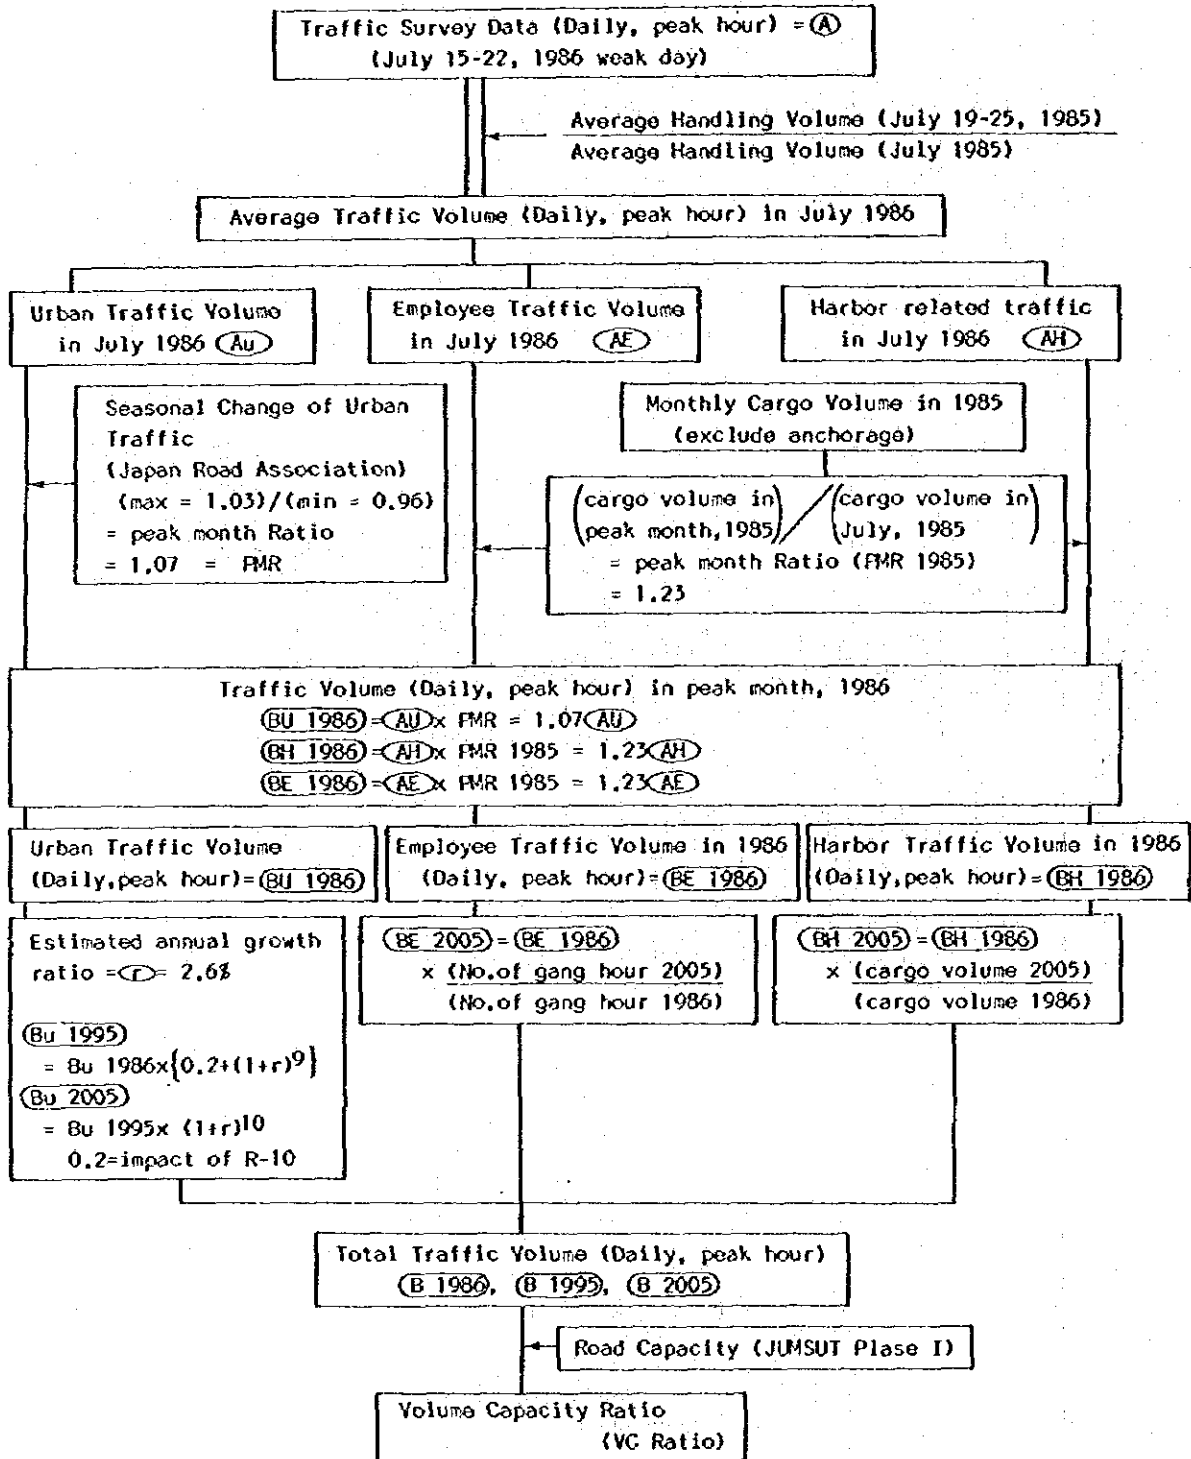 Traffic Survey Data (Daily, peak hour) = A
(July 15-22, 1986 weak day)
Average Handling Volume (July 19-25, 1985)
Average Handling Volume (July 1985)
Average Traffic Volume (Daily, peak hour) in July 1986
Urban Traffic Volume
in July 1986 Au
Employee Traffic Volume
in July 1986 AE
Harbor related traffic
in July 1986 AH
Seasonal Change of Urban
Traffic
(Japan Road Association)
(max = 1.03)/(min = 0.96)
= peak month Ratio
= 1.07 = PMR
Monthly Cargo Volume in 1985
(exclude anchorage)
(cargo volume in peak month, 1985) / (cargo volume in July, 1985)
= peak month Ratio (PMR 1985)
= 1.23
Traffic Volume (Daily, peak hour) in peak month, 1986
BU 1986 = AU x PMR = 1.07 AU
BH 1986 = AH x PMR 1985 = 1.23 AH
BE 1986 = AE x PMR 1985 = 1.23 AE
Urban Traffic Volume
(Daily, peak hour) = BU 1986
Employee Traffic Volume in 1986
(Daily, peak hour) = BE 1986
Harbor Traffic Volume in 1986
(Daily, peak hour) = BH 1986
Estimated annual growth
ratio = r = 2.6%
Bu 1995
= Bu 1986x{0.2+(1+r)9}
Bu 2005
= Bu 1995x (1+r)10
0.2=impact of R-10
BE 2005 = BE 1986
x (No.of gang hour 2005)
(No.of gang hour 1986)
BH 2005 = BH 1986
x (cargo volume 2005)
(cargo volume 1986)
Total Traffic Volume (Daily, peak hour)
B 1986, B 1995, B 2005
Road Capacity (JUMSUT Plase I)
Volume Capacity Ratio
(VC Ratio)